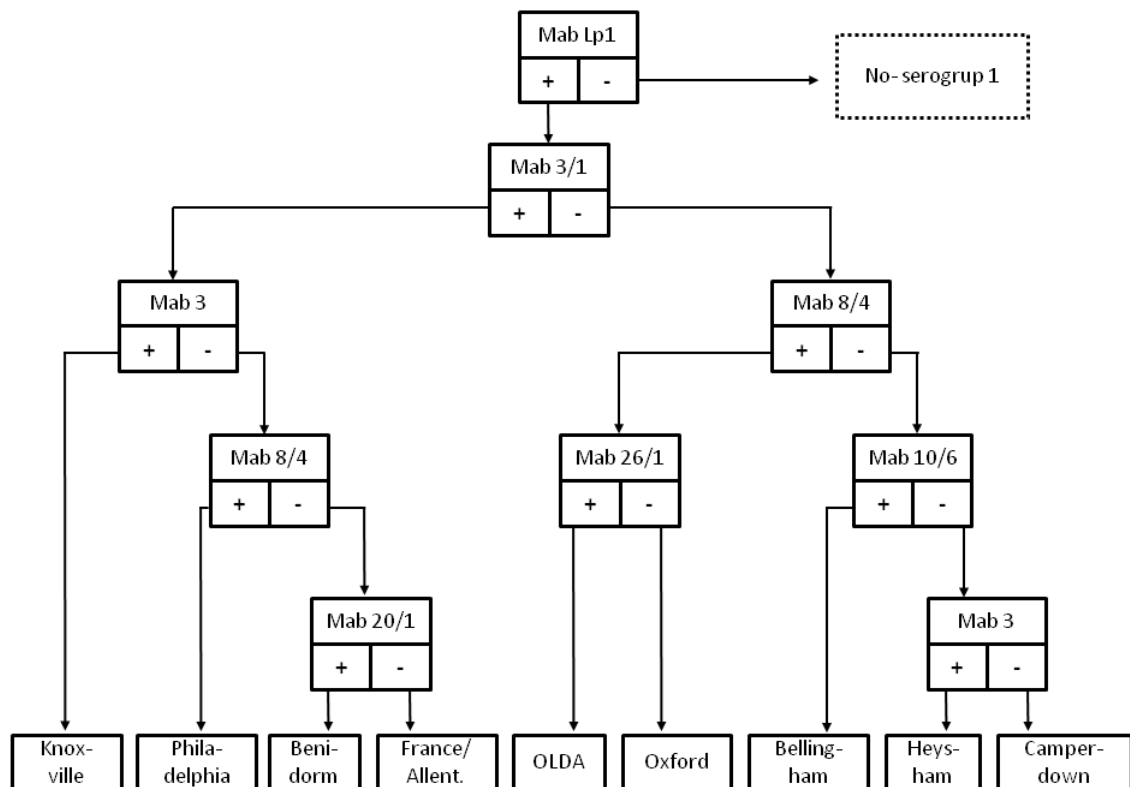 Mab Lp1
+ -
No- serogrup 1
Mab 3/1
+ -
Mab 3
+ -
Mab 8/4
+ -
Mab 8/4
+ -
Mab 26/1
+ -
Mab 10/6
+ -
Mab 20/1
+ -
Mab 3
+ -
Knox-
ville
Phila-
delphia
Beni-
dorm
France/
Allent.
OLDA
Oxford
Belling-
ham
Heys-
ham
Camper-
down